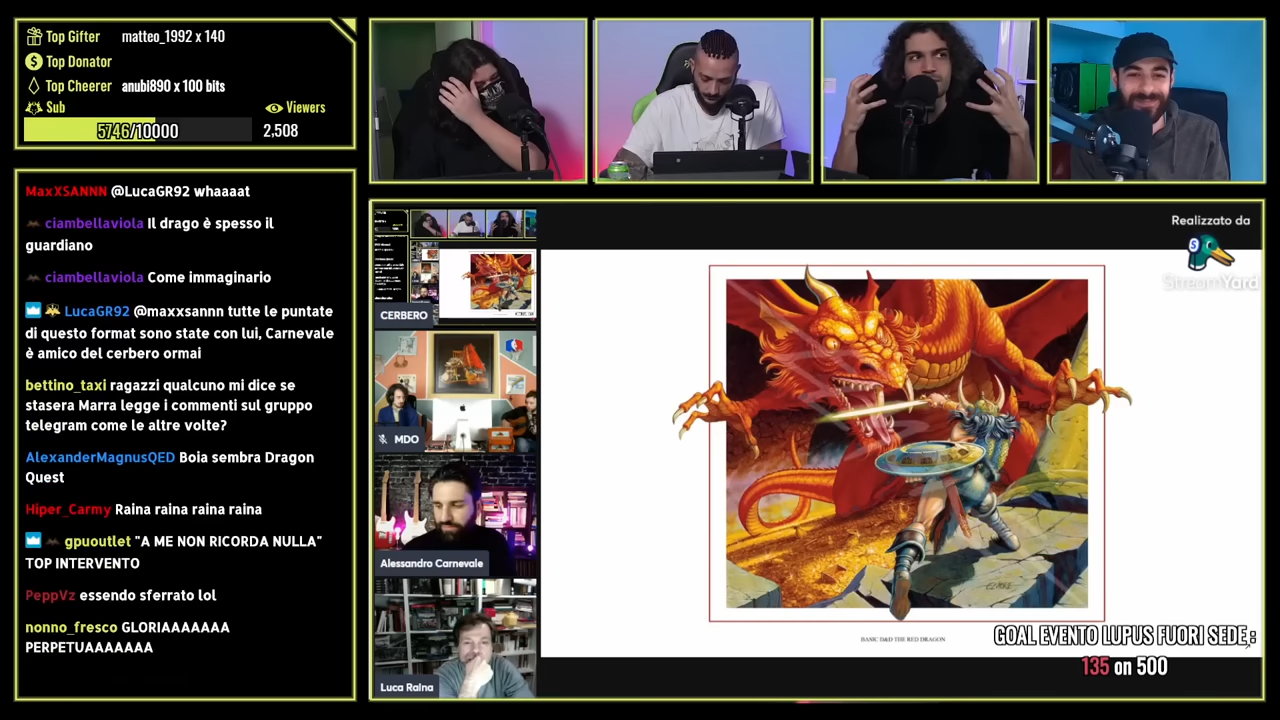 Top Gifter matteo_1992 x 140
Top Donator
Top Cheerer anubi890 x 100 bits
Sub Viewers
5746/10000 2,508
MaxXSANNN @LucaGR92 whaaaat
ciambellaviola Il drago è spesso il
guardiano
ciambellaviola Come immaginario
LucaGR92 @maxxsannn tutte le puntate
di questo format sono state con lui, Carnevale
è amico del cerbero ormai
bettino_taxi ragazzi qualcuno mi dice se
stasera Marra legge i commenti sul gruppo
telegram come le altre volte?
AlexanderMagnusQED Boia sembra Dragon
Quest
Hiper_Carmy Raina raina raina raina
gpuoutlet "A ME NON RICORDA NULLA"
TOP INTERVENTO
PeppVz essendo sferrato lol
nonno_fresco GLORIAAAAAAA
PERPETUAAAAAAA
CERBERO
MDO
Alessandro Carnevale
Luca Raina
Realizzato da
S
StreamYard
BASIC D&D THE RED DRAGON
GOAL EVENTO LUPUS FUORI SEDE :
135 on 500